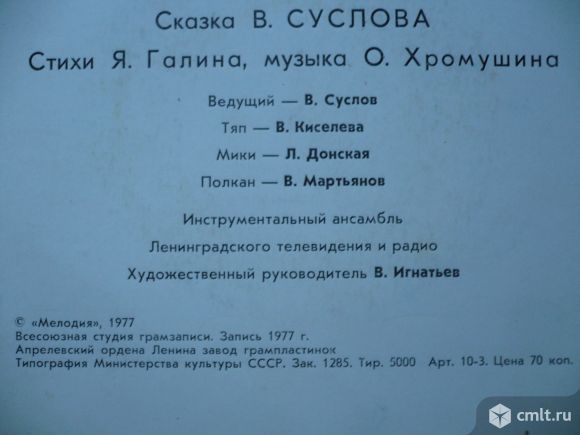 Сказка В. СУСЛОВА
Стихи Я. Галина, музыка О. Хромушина
Ведущий — В. Суслов
Тяп — В. Киселева
Мики — Л. Донская
Полкан — В. Мартьянов
Инструментальный ансамбль
Ленинградского телевидения и радио
Художественный руководитель В. Игнатьев
© «Мелодия», 1977
Всесоюзная студия грамзаписи. Запись 1977 г.
Апрелевский ордена Ленина завод грампластинок
Типография Министерства культуры СССР. Зак. 1285. Тир. 5000 Арт. 10-3. Цена 70 коп.
cmlt.ru